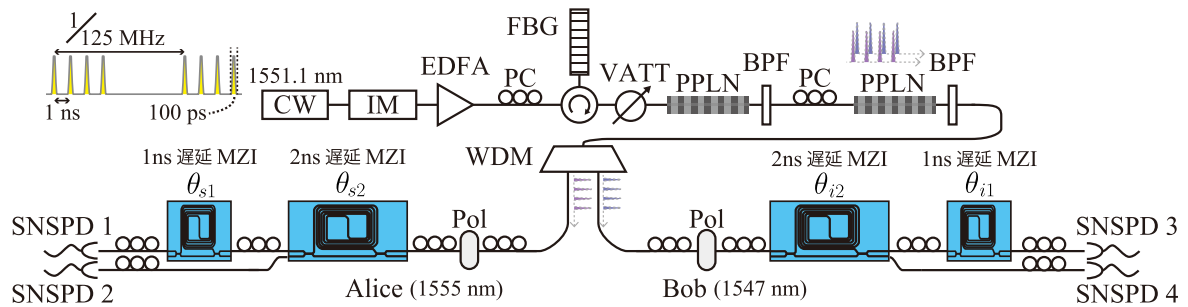 1/125 MHz
1 ns
100 ps
1551.1 nm
CW
IM
EDFA
PC
FBG
VATT
PPLN
BPF
PC
PPLN
BPF
WDM
1ns 遅延 MZI
θs1
2ns 遅延 MZI
θs2
2ns 遅延 MZI
θi2
1ns 遅延 MZI
θi1
SNSPD 1
SNSPD 2
Pol
Alice (1555 nm)
Pol
Bob (1547 nm)
SNSPD 3
SNSPD 4